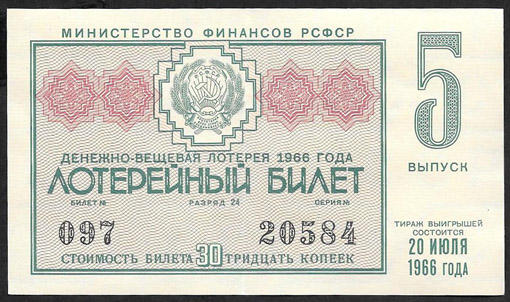 МИНИСТЕРСТВО ФИНАНСОВ РСФСР
5
ВЫПУСК
ДЕНЕЖНО-ВЕЩЕВАЯ ЛОТЕРЕЯ 1966 ГОДА
ЛОТЕРЕЙНЫЙ БИЛЕТ
БИЛЕТ № РАЗРЯД 24 СЕРИЯ №
097 20584
СТОИМОСТЬ БИЛЕТА 30 ТРИДЦАТЬ КОПЕЕК
ТИРАЖ ВЫИГРЫШЕЙ
СОСТОИТСЯ
20 ИЮЛЯ
1966 ГОДА